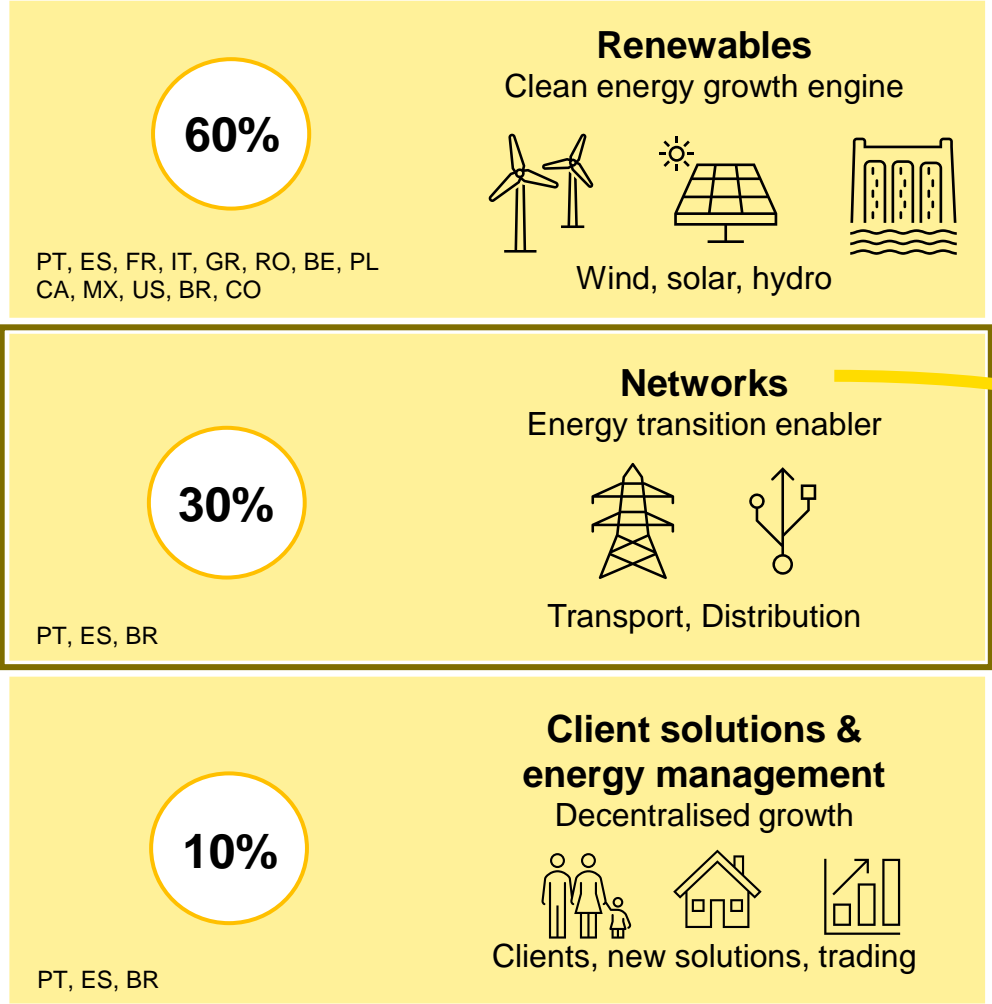 Renewables
Clean energy growth engine
60%
PT, ES, FR, IT, GR, RO, BE, PL
CA, MX, US, BR, CO
Wind, solar, hydro
Networks
Energy transition enabler
30%
Transport, Distribution
PT, ES, BR
Client solutions &
energy management
Decentralised growth
10%
Clients, new solutions, trading
PT, ES, BR